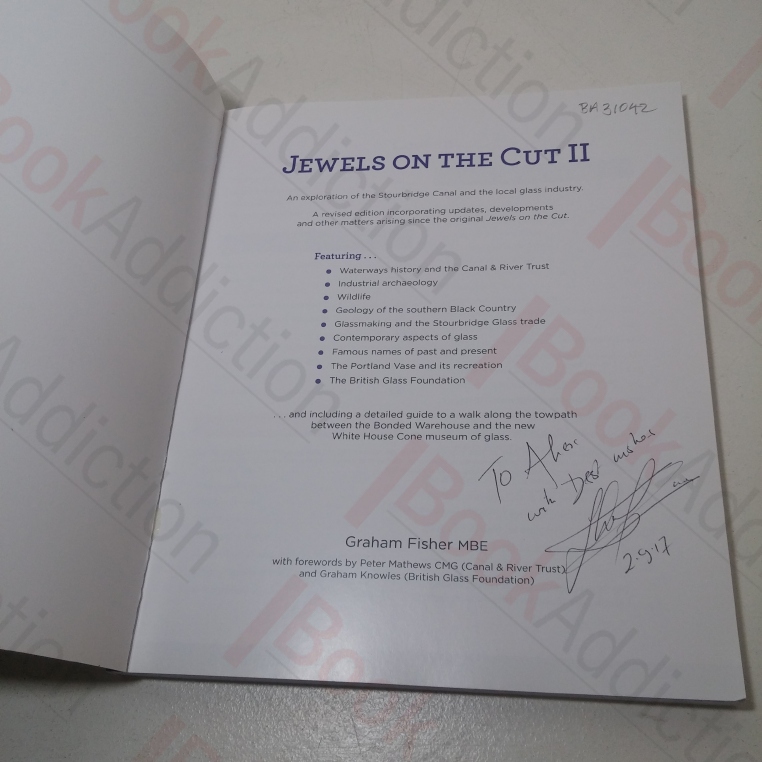 BA31042
JEWELS ON THE CUT II
An exploration of the Stourbridge Canal and the local glass industry.
A revised edition incorporating updates, developments
and other matters arising since the original Jewels on the Cut.
Featuring...
• Waterways history and the Canal & River Trust
• Industrial archaeology
• Wildlife
• Geology of the southern Black Country
• Glassmaking and the Stourbridge Glass trade
• Contemporary aspects of glass
• Famous names of past and present
• The Portland Vase and its recreation
• The British Glass Foundation
...and including a detailed guide to a walk along the towpath
between the Bonded Warehouse and the new
White House Cone museum of glass.
To
with best wishes
2.9.17
Graham Fisher MBE
with forewords by Peter Mathews CMG (Canal & River Trust)
and Graham Knowles (British Glass Foundation)
Book Addiction